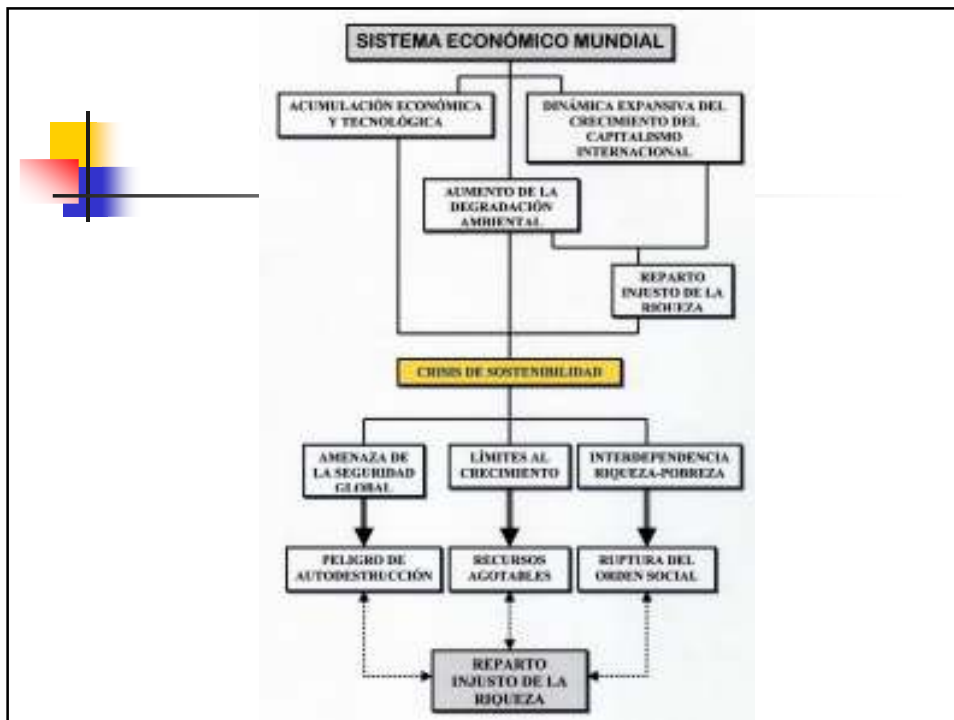 SISTEMA ECONÓMICO MUNDIAL
ACUMULACIÓN ECONÓMICA
Y TECNOLÓGICA
DINÁMICA EXPANSIVA DEL
CRECIMIENTO DEL
CAPITALISMO
INTERNACIONAL
AUMENTO DE LA
DEGRADACIÓN
AMBIENTAL
REPARTO
INJUSTO DE LA
RIQUEZA
CRISIS DE SOSTENIBILIDAD
AMENAZA DE
LA SEGURIDAD
GLOBAL
LÍMITES AL
CRECIMIENTO
INTERDEPENDENCIA
RIQUEZA-POBREZA
PELIGRO DE
AUTODESTRUCCIÓN
RECURSOS
AGOTABLES
RUPTURA DEL
ORDEN SOCIAL
REPARTO
INJUSTO DE LA
RIQUEZA